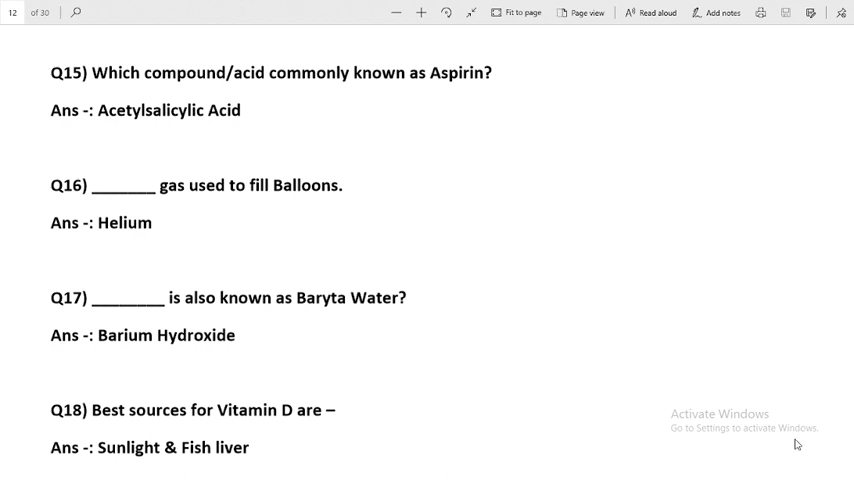 12 of 30 Fit to page Page view Read aloud Add notes
Q15) Which compound/acid commonly known as Aspirin?
Ans -: Acetylsalicylic Acid
Q16) _______ gas used to fill Balloons.
Ans -: Helium
Q17) ________ is also known as Baryta Water?
Ans -: Barium Hydroxide
Q18) Best sources for Vitamin D are –
Ans -: Sunlight & Fish liver
Activate Windows
Go to Settings to activate Windows.